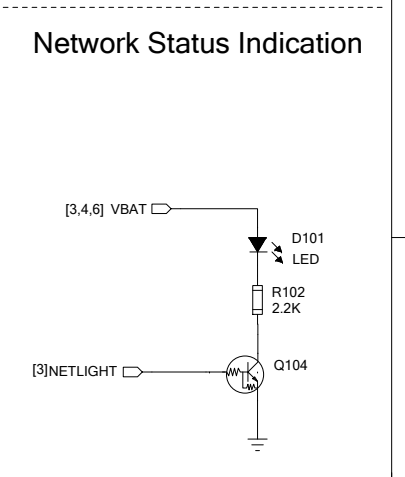 Network Status Indication
[3,4,6] VBAT
D101
LED
R102
2.2K
[3]NETLIGHT
Q104